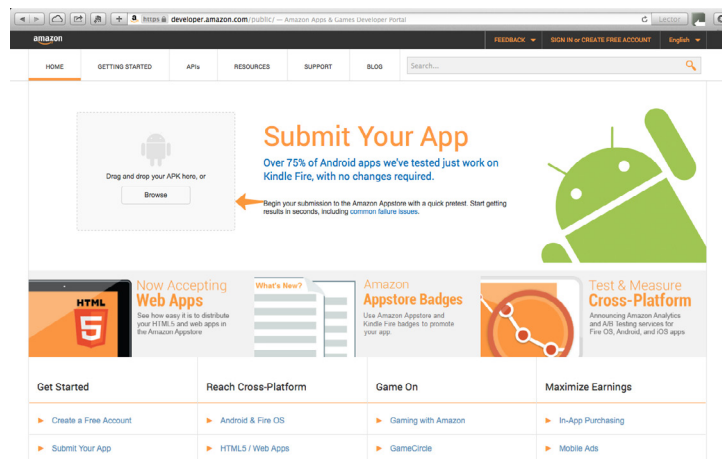 https developer.amazon.com/public/ — Amazon Apps & Games Developer Portal
Lector
amazon
FEEDBACK SIGN IN or CREATE FREE ACCOUNT English
HOME GETTING STARTED APIs RESOURCES SUPPORT BLOG Search...
Submit Your App
Over 75% of Android apps we've tested just work on
Kindle Fire, with no changes required.
Drag and drop your APK here, or
Browse
Begin your submission to the Amazon Appstore with a quick pretest. Start getting
results in seconds, including common failure issues.
HTML
5
Now Accepting
Web Apps
See how easy it is to distribute
your HTML5 and web apps in
the Amazon Appstore
What's New?
Amazon
Appstore Badges
Use Amazon Appstore and
Kindle Fire badges to promote
your app.
Test & Measure
Cross-Platform
Announcing Amazon Analytics
and A/B Testing services for
Fire OS, Android, and iOS apps
Get Started Reach Cross-Platform Game On Maximize Earnings
Create a Free Account Android & Fire OS Gaming with Amazon In-App Purchasing
Submit Your App HTML5 / Web Apps GameCircle Mobile Ads